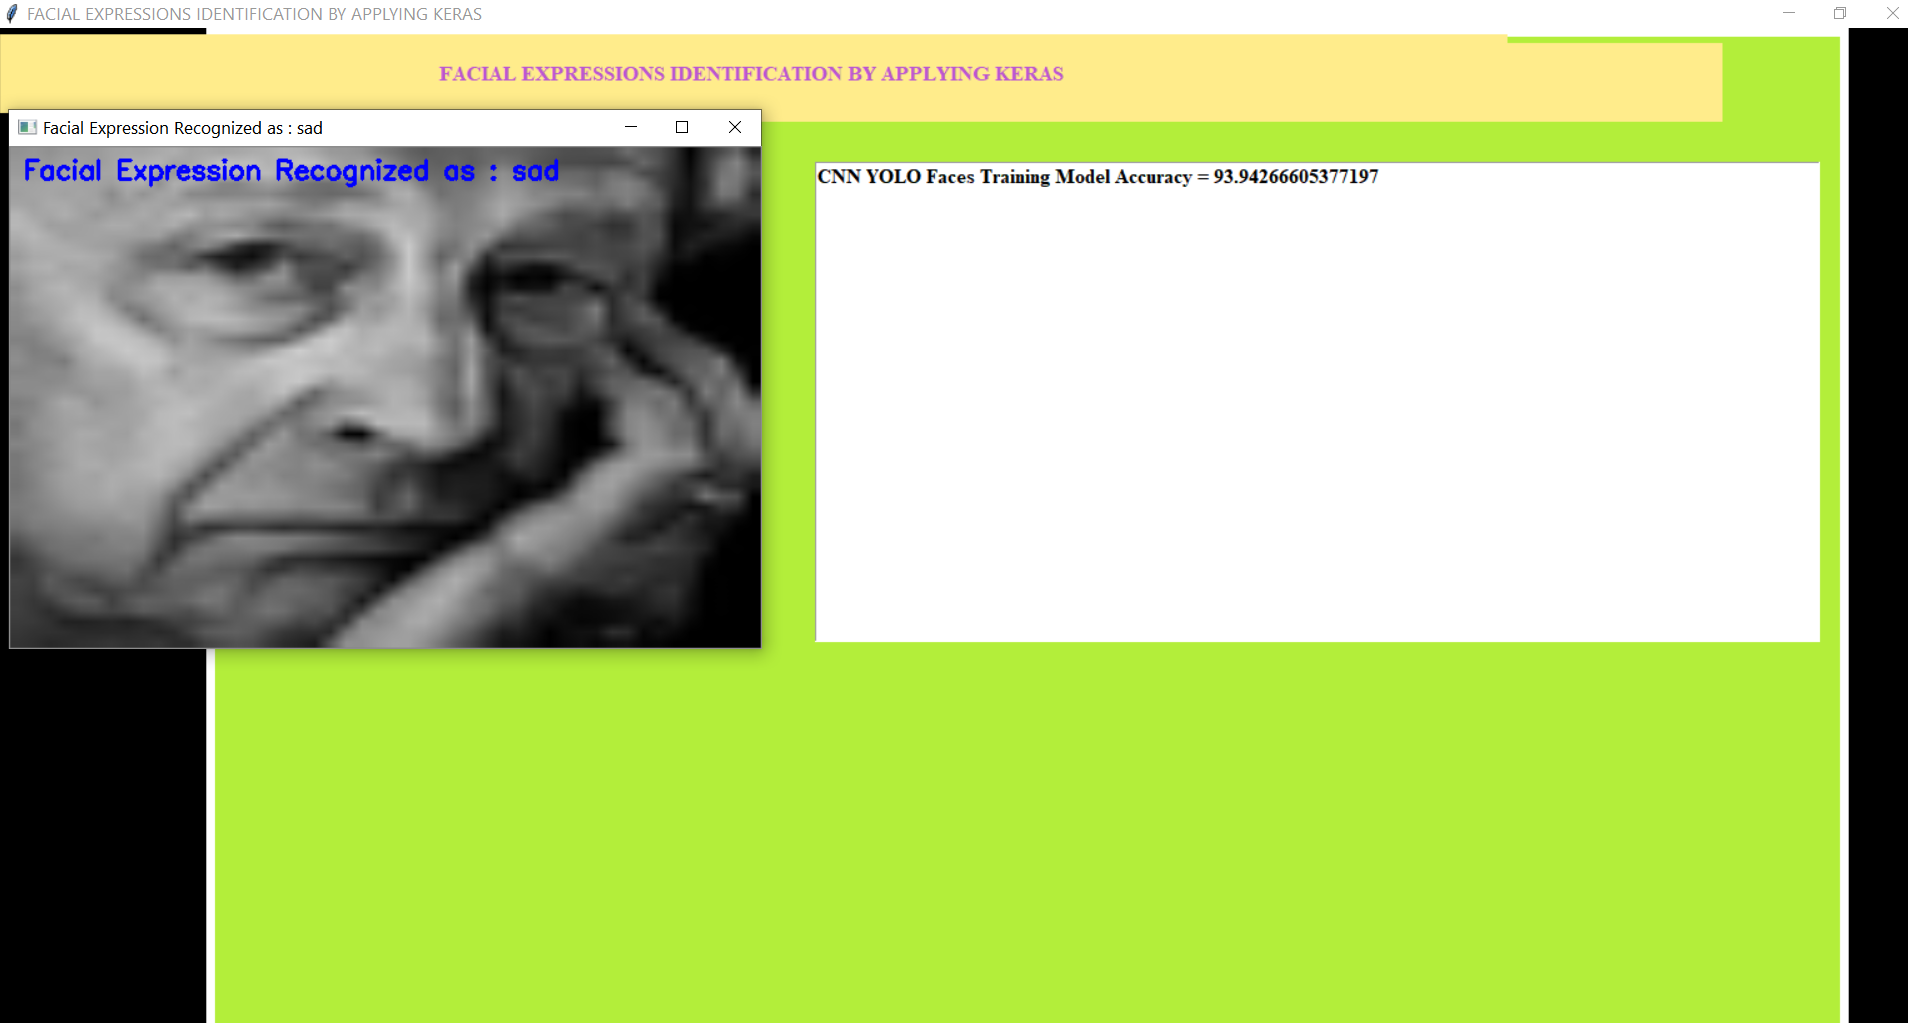 FACIAL EXPRESSIONS IDENTIFICATION BY APPLYING KERAS
FACIAL EXPRESSIONS IDENTIFICATION BY APPLYING KERAS
Facial Expression Recognized as : sad
Facial Expression Recognized as : sad
CNN YOLO Faces Training Model Accuracy = 93.94266605377197